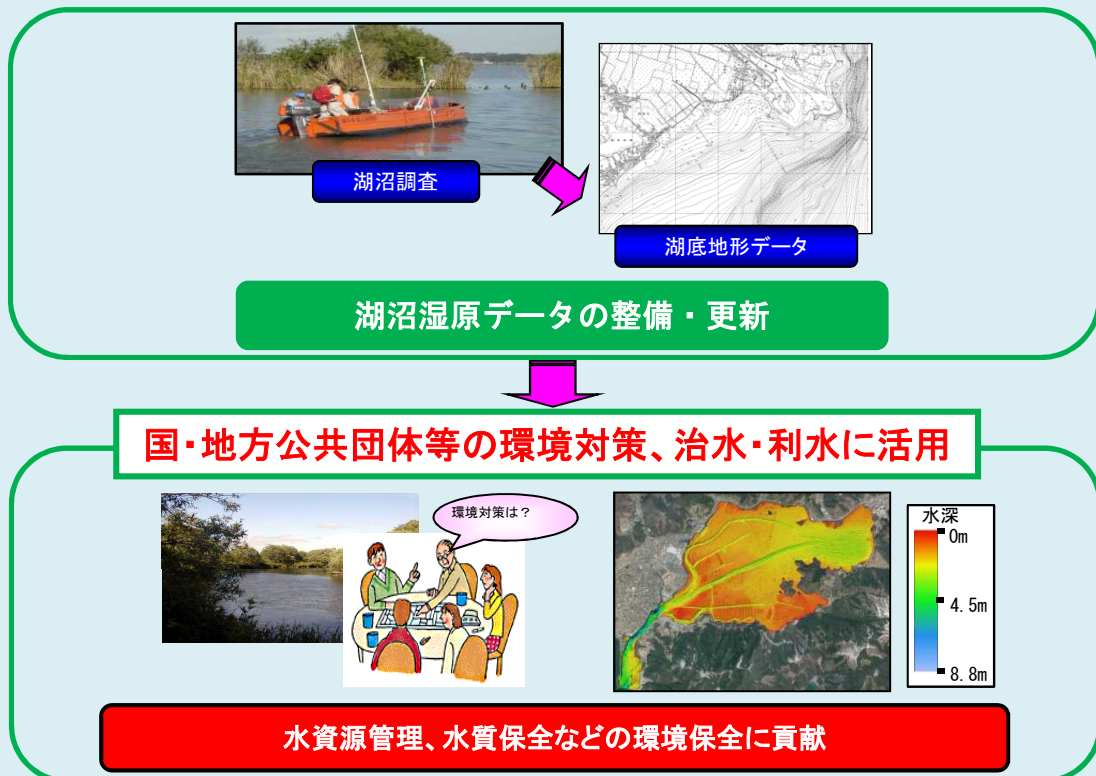 湖沼調査
湖底地形データ
湖沼湿原データの整備・更新
国・地方公共団体等の環境対策、治水・利水に活用
環境対策は？
水深
0m
4.5m
8.8m
水資源管理、水質保全などの環境保全に貢献